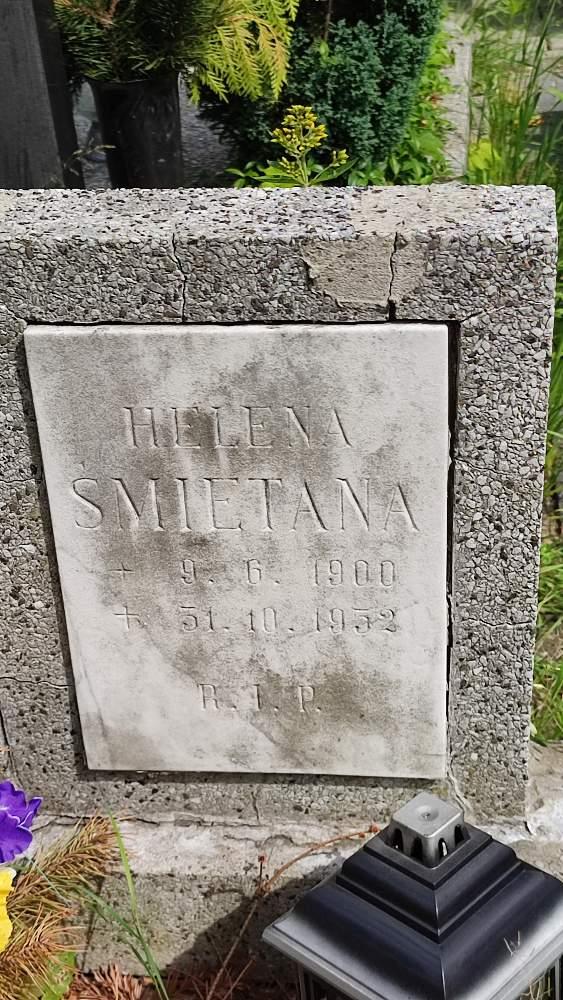 HELENA
ŚMIETANA
+ 9. 6. 1900
+ 31. 10. 1932
R. I. P.